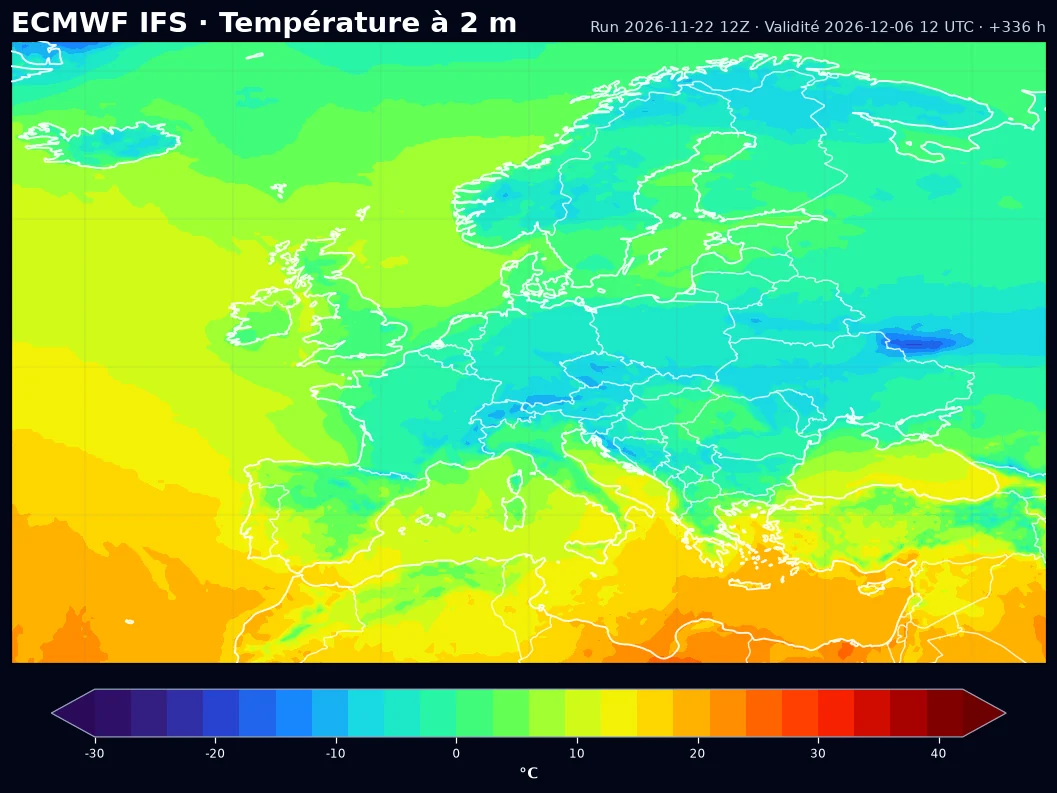 ECMWF IFS · Température à 2 m
Run 2026-11-22 12Z · Validité 2026-12-06 12 UTC · +336 h
-30 -20 -10 0 10 20 30 40
°C